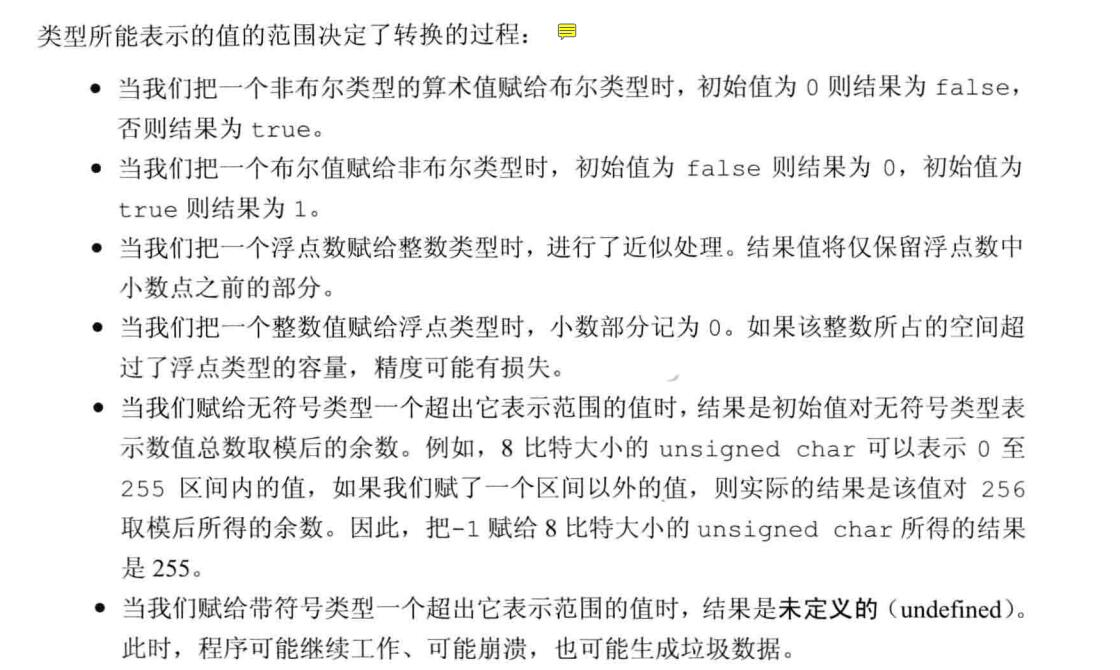 类型所能表示的值的范围决定了转换的过程：
• 当我们把一个非布尔类型的算术值赋给布尔类型时，初始值为 0 则结果为 false，
否则结果为 true。
• 当我们把一个布尔值赋给非布尔类型时，初始值为 false 则结果为 0，初始值为
true 则结果为 1。
• 当我们把一个浮点数赋给整数类型时，进行了近似处理。结果值将仅保留浮点数中
小数点之前的部分。
• 当我们把一个整数值赋给浮点类型时，小数部分记为 0。如果该整数所占的空间超
过了浮点类型的容量，精度可能有损失。
• 当我们赋给无符号类型一个超出它表示范围的值时，结果是初始值对无符号类型表
示数值总数取模后的余数。例如，8 比特大小的 unsigned char 可以表示 0 至
255 区间内的值，如果我们赋了一个区间以外的值，则实际的结果是该值对 256
取模后所得的余数。因此，把-1 赋给 8 比特大小的 unsigned char 所得的结果
是 255。
• 当我们赋给带符号类型一个超出它表示范围的值时，结果是未定义的（undefined）。
此时，程序可能继续工作、可能崩溃，也可能生成垃圾数据。